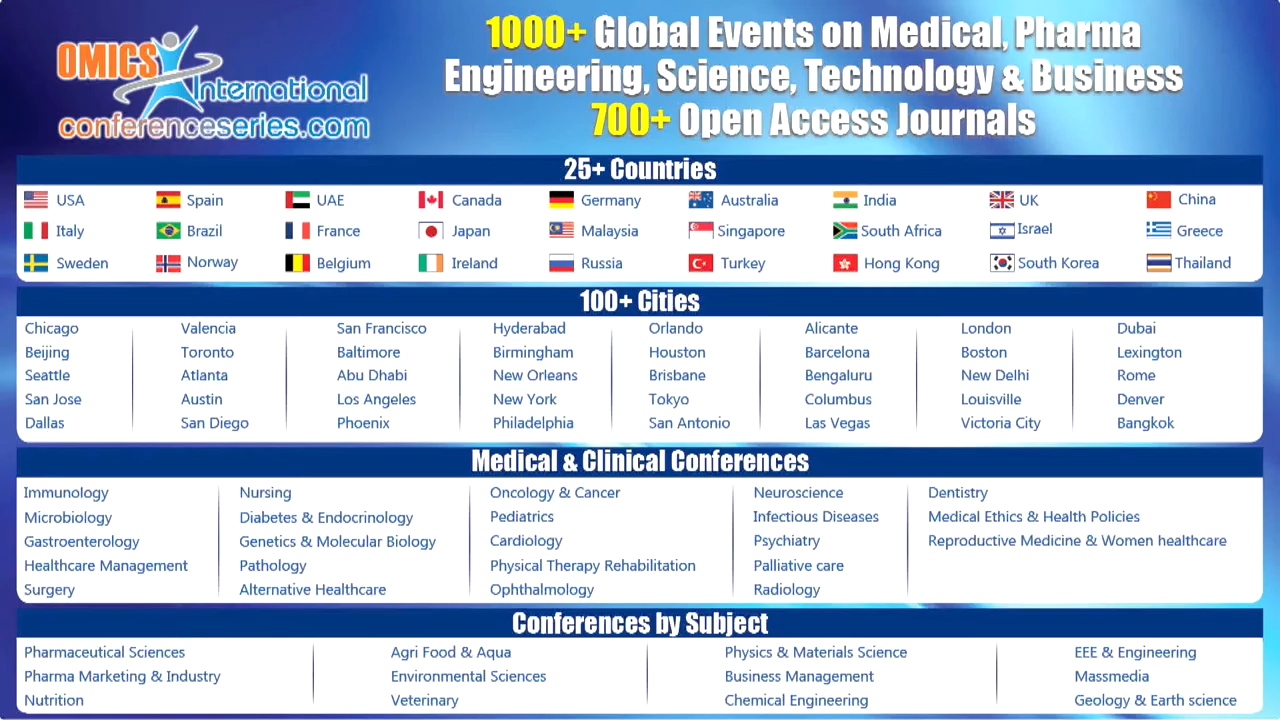 OMICS
International
conferenceseries.com
1000+ Global Events on Medical, Pharma
Engineering, Science, Technology & Business
700+ Open Access Journals
25+ Countries
USA Spain UAE Canada Germany Australia India UK China
Italy Brazil France Japan Malaysia Singapore South Africa Israel Greece
Sweden Norway Belgium Ireland Russia Turkey Hong Kong South Korea Thailand
100+ Cities
Chicago Valencia San Francisco Hyderabad Orlando Alicante London Dubai
Beijing Toronto Baltimore Birmingham Houston Barcelona Boston Lexington
Seattle Atlanta Abu Dhabi New Orleans Brisbane Bengaluru New Delhi Rome
San Jose Austin Los Angeles New York Tokyo Columbus Louisville Denver
Dallas San Diego Phoenix Philadelphia San Antonio Las Vegas Victoria City Bangkok
Medical & Clinical Conferences
Immunology Nursing Oncology & Cancer Neuroscience Dentistry
Microbiology Diabetes & Endocrinology Pediatrics Infectious Diseases Medical Ethics & Health Policies
Gastroenterology Genetics & Molecular Biology Cardiology Psychiatry Reproductive Medicine & Women healthcare
Healthcare Management Pathology Physical Therapy Rehabilitation Palliative care
Surgery Alternative Healthcare Ophthalmology Radiology
Conferences by Subject
Pharmaceutical Sciences Agri Food & Aqua Physics & Materials Science EEE & Engineering
Pharma Marketing & Industry Environmental Sciences Business Management Massmedia
Nutrition Veterinary Chemical Engineering Geology & Earth science